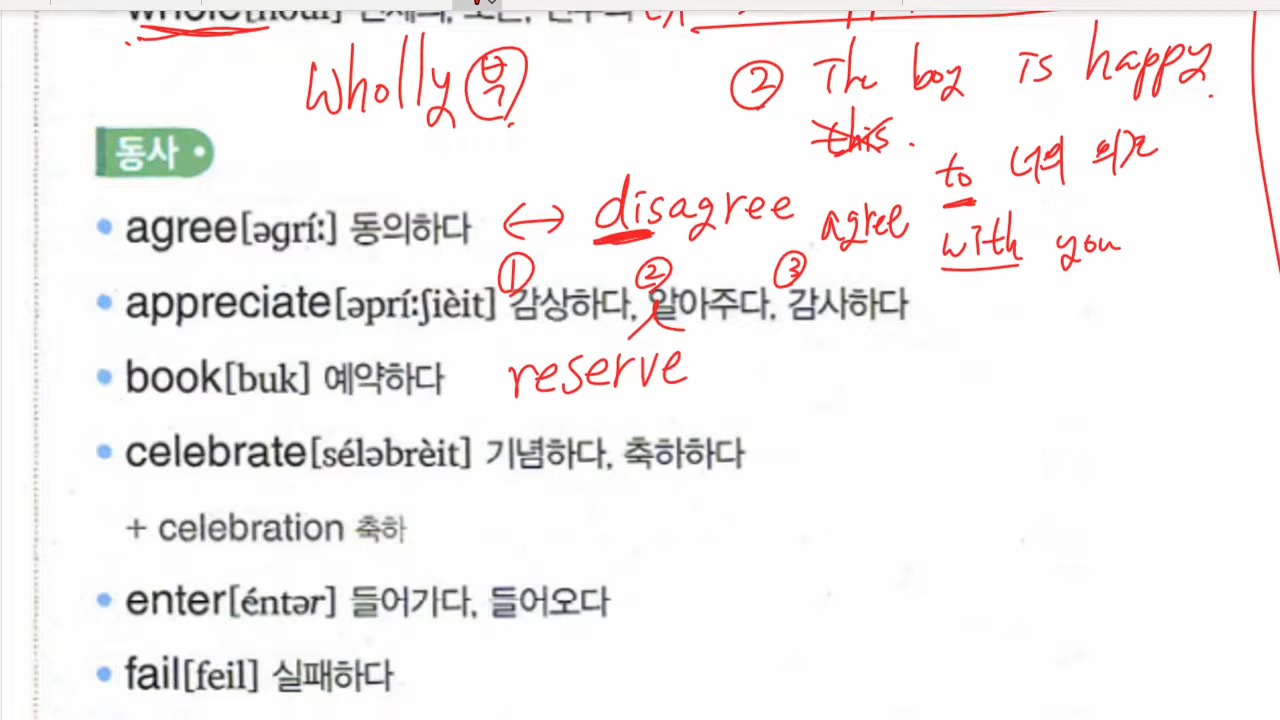 whole[houl]
Wholly 부
② The boy is happy.
this.
동사
to 너의 의견
agree[əgríː] 동의하다 ↔ disagree agree with you
① ② ③
appreciate[əpríːʃièit] 감상하다, 알아주다, 감사하다
book[buk] 예약하다 reserve
celebrate[séləbrèit] 기념하다, 축하하다
+ celebration 축하
enter[éntər] 들어가다, 들어오다
fail[feil] 실패하다